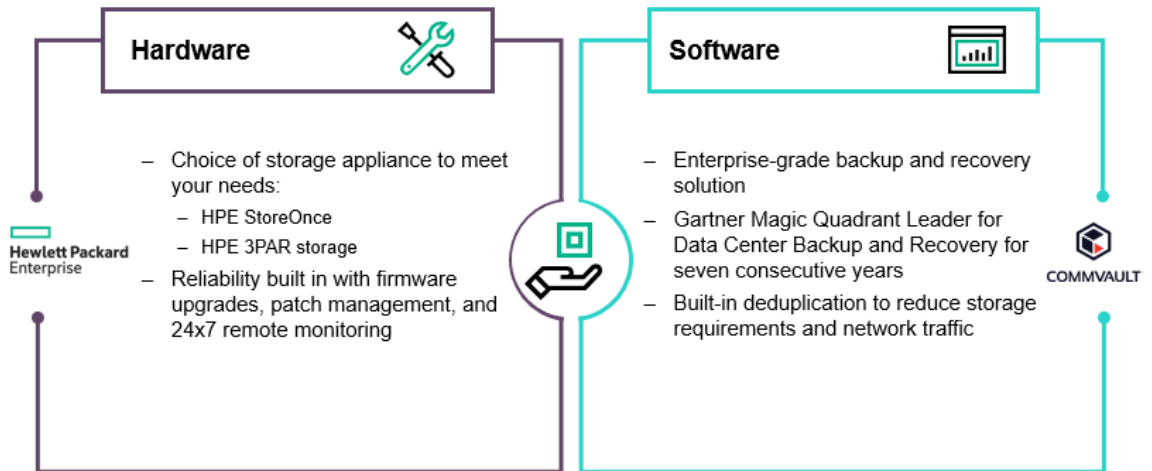 Hardware
– Choice of storage appliance to meet
your needs:
– HPE StoreOnce
– HPE 3PAR storage
– Reliability built in with firmware
upgrades, patch management, and
24x7 remote monitoring
Hewlett Packard
Enterprise
Software
– Enterprise-grade backup and recovery
solution
– Gartner Magic Quadrant Leader for
Data Center Backup and Recovery for
seven consecutive years
– Built-in deduplication to reduce storage
requirements and network traffic
COMMVAULT